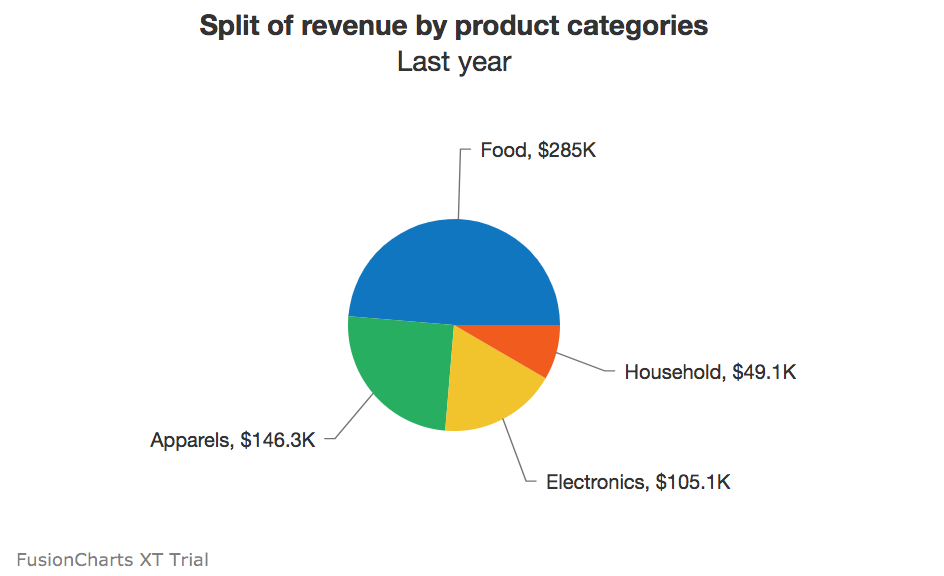 Split of revenue by product categories
Last year
Food, $285K
Household, $49.1K
Apparels, $146.3K
Electronics, $105.1K
FusionCharts XT Trial